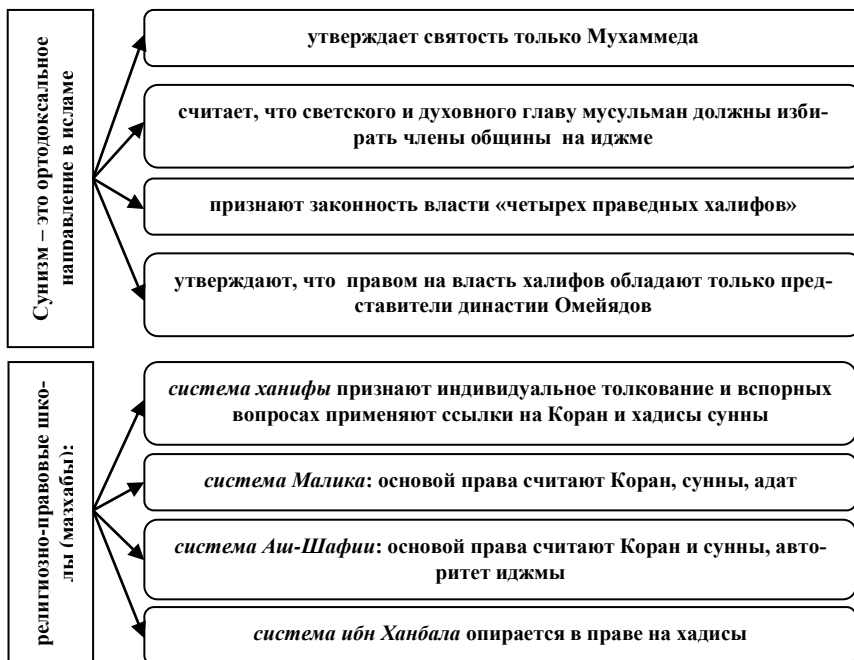 Сунизм – это ортодоксальное
направление в исламе
утверждает святость только Мухаммеда
считает, что светского и духовного главу мусульман должны изби-
рать члены общины на иджме
признают законность власти «четырех праведных халифов»
утверждают, что правом на власть халифов обладают только пред-
ставители династии Омейядов
религиозно-правовые шко-
лы (мазхабы):
система ханифы признают индивидуальное толкование и вспорных
вопросах применяют ссылки на Коран и хадисы сунны
система Малика: основой права считают Коран, сунны, адат
система Аш-Шафии: основой права считают Коран и сунны, авто-
ритет иджмы
система ибн Ханбала опирается в праве на хадисы